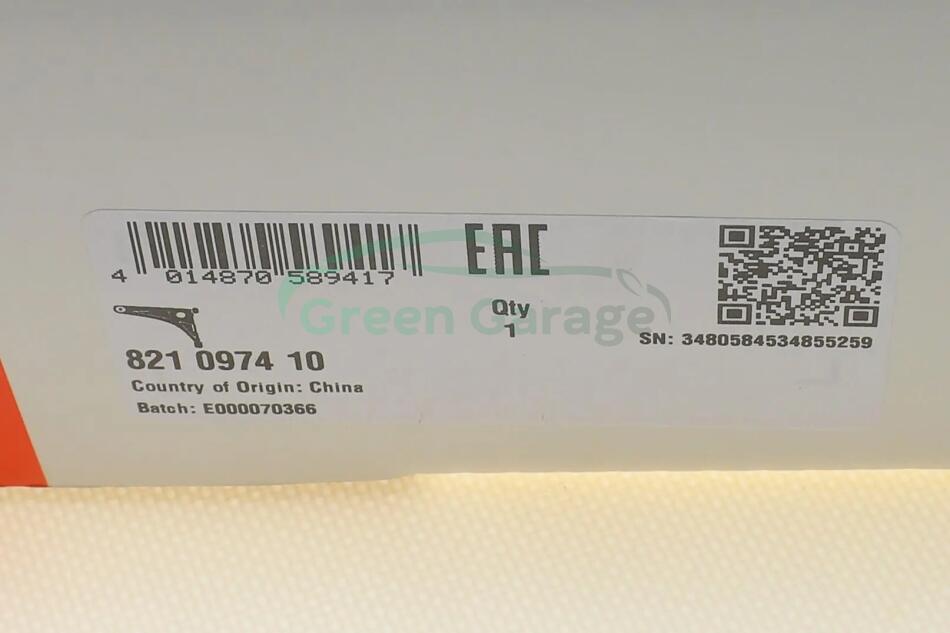 EAC
4 014870 589417
Qty
1
Green Garage
SN: 3480584534855259
821 0974 10
Country of Origin: China
Batch: E000070366